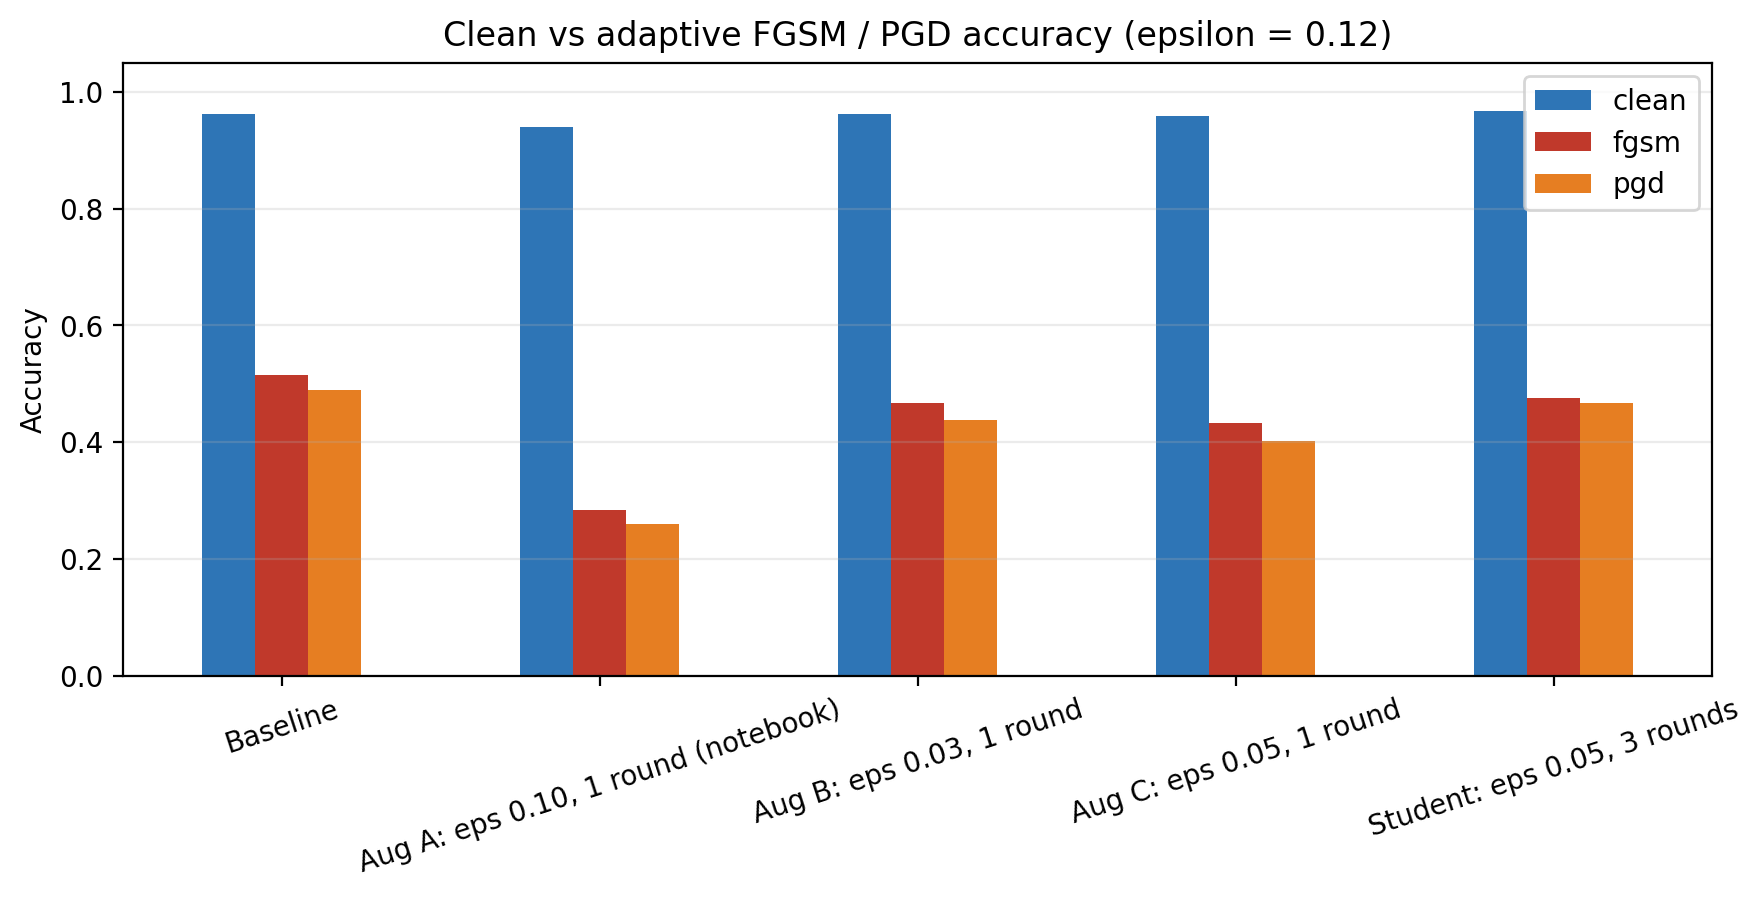 Clean vs adaptive FGSM / PGD accuracy (epsilon = 0.12)
clean
fgsm
pgd
Accuracy
1.0
0.8
0.6
0.4
0.2
0.0
Baseline
Aug A: eps 0.10, 1 round (notebook)
Aug B: eps 0.03, 1 round
Aug C: eps 0.05, 1 round
Student: eps 0.05, 3 rounds